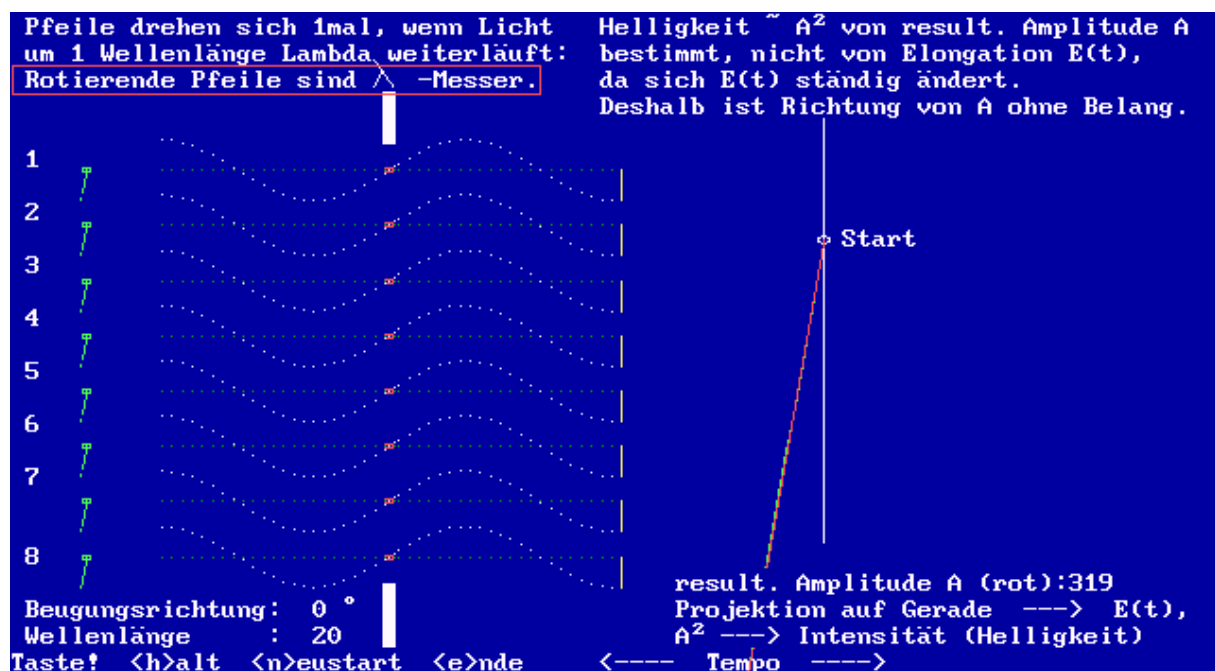 Pfeile drehen sich 1mal, wenn Licht
um 1 Wellenlänge Lambda weiterläuft:
Rotierende Pfeile sind λ -Messer.
Helligkeit ~ A² von result. Amplitude A
bestimmt, nicht von Elongation E(t),
da sich E(t) ständig ändert.
Deshalb ist Richtung von A ohne Belang.
1
2
3
4
5
6
7
8
Start
Beugungsrichtung: 0 °
Wellenlänge : 20
result. Amplitude A (rot):319
Projektion auf Gerade ---> E(t),
A² ---> Intensität (Helligkeit)
Taste! <h>alt <n>eustart <e>nde <---- Tempo ---->